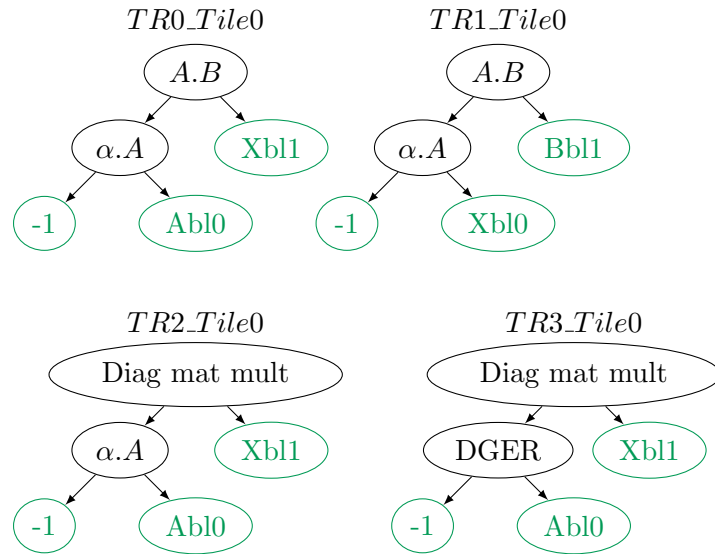 TR0_Tile0 TR1_Tile0
A.B A.B
α.A Xbl1 α.A Bbl1
-1 Abl0 -1 Xbl0
TR2_Tile0 TR3_Tile0
Diag mat mult Diag mat mult
α.A Xbl1 DGER Xbl1
-1 Abl0 -1 Abl0